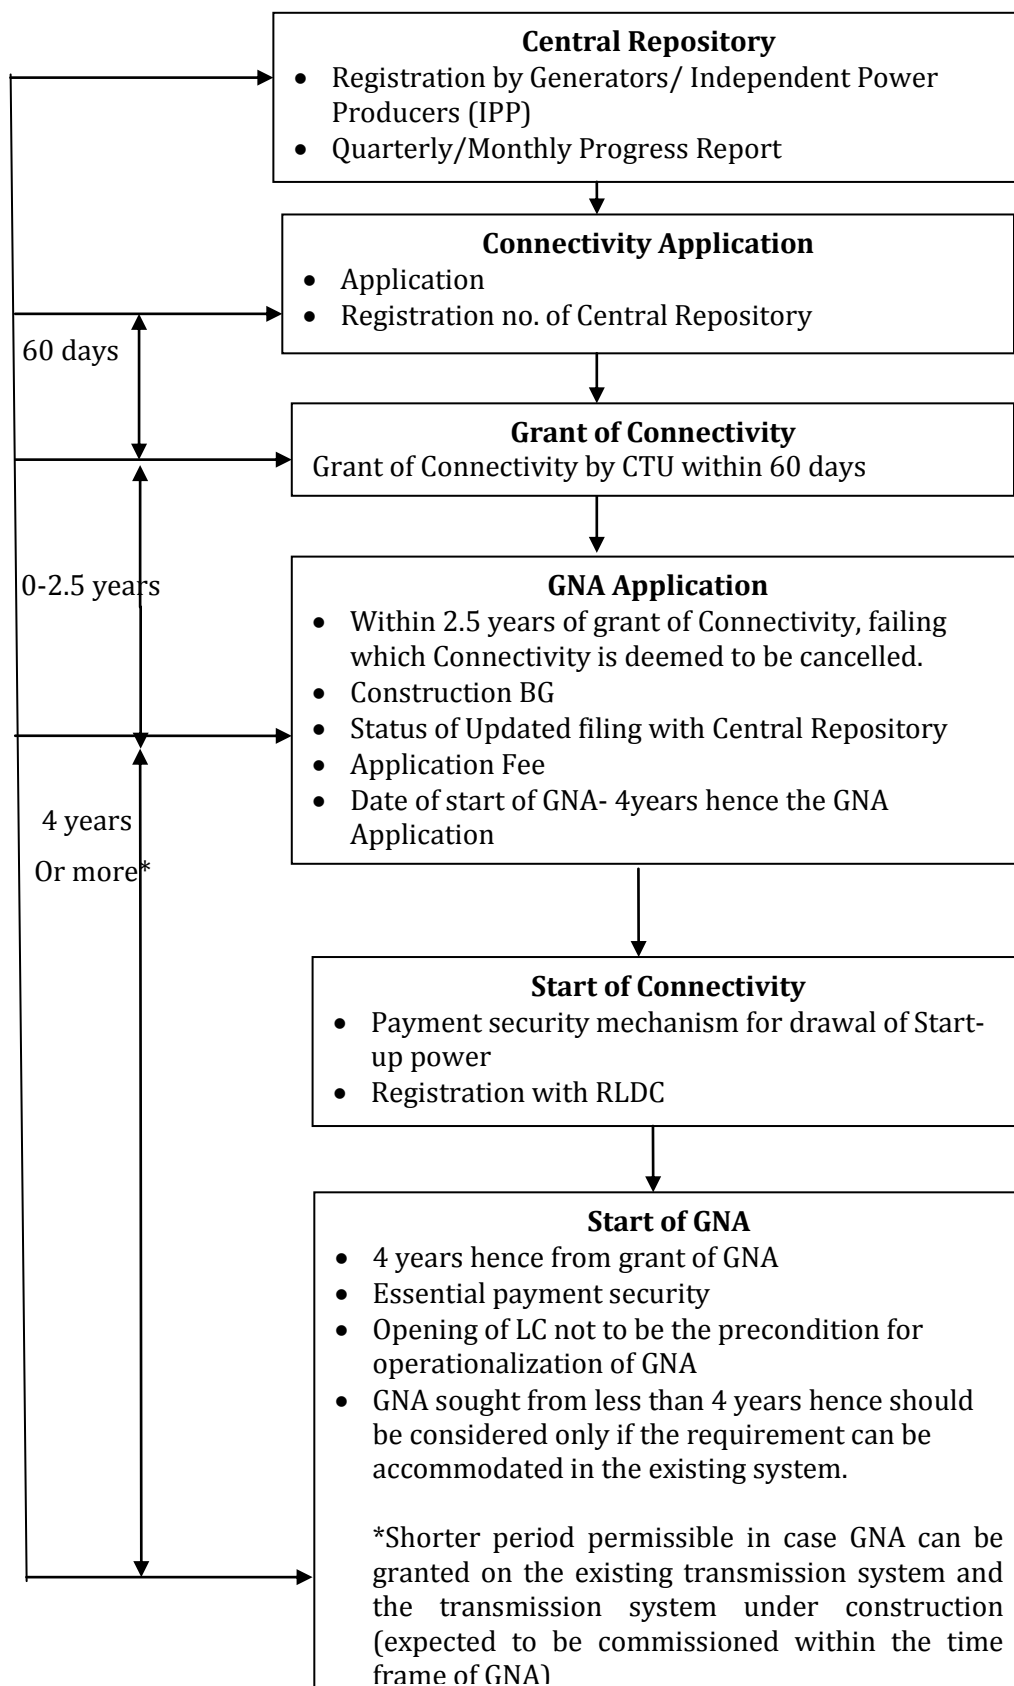 Central Repository
• Registration by Generators/ Independent Power
Producers (IPP)
• Quarterly/Monthly Progress Report
Connectivity Application
• Application
• Registration no. of Central Repository
60 days
Grant of Connectivity
Grant of Connectivity by CTU within 60 days
0-2.5 years
GNA Application
• Within 2.5 years of grant of Connectivity, failing
which Connectivity is deemed to be cancelled.
• Construction BG
• Status of Updated filing with Central Repository
• Application Fee
• Date of start of GNA- 4years hence the GNA
Application
4 years
Or more*
Start of Connectivity
• Payment security mechanism for drawal of Start-
up power
• Registration with RLDC
Start of GNA
• 4 years hence from grant of GNA
• Essential payment security
• Opening of LC not to be the precondition for
operationalization of GNA
• GNA sought from less than 4 years hence should
be considered only if the requirement can be
accommodated in the existing system.
*Shorter period permissible in case GNA can be
granted on the existing transmission system and
the transmission system under construction
(expected to be commissioned within the time
frame of GNA)